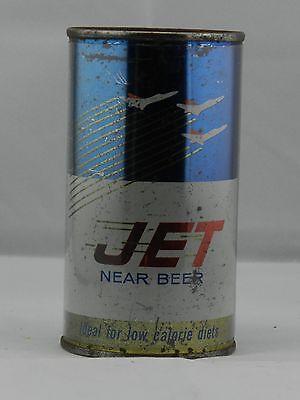 JET
NEAR BEER
Ideal for low calorie diets